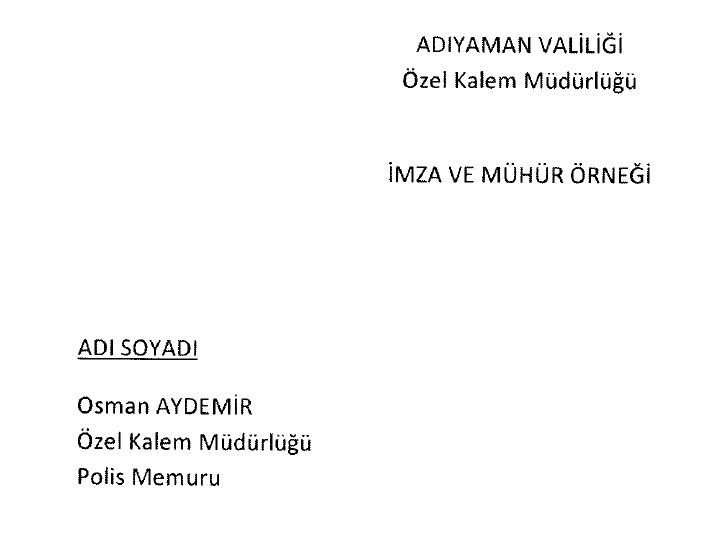 ADIYAMAN VALİLİĞİ
Özel Kalem Müdürlüğü
İMZA VE MÜHÜR ÖRNEĞİ
ADI SOYADI
Osman AYDEMİR
Özel Kalem Müdürlüğü
Polis Memuru